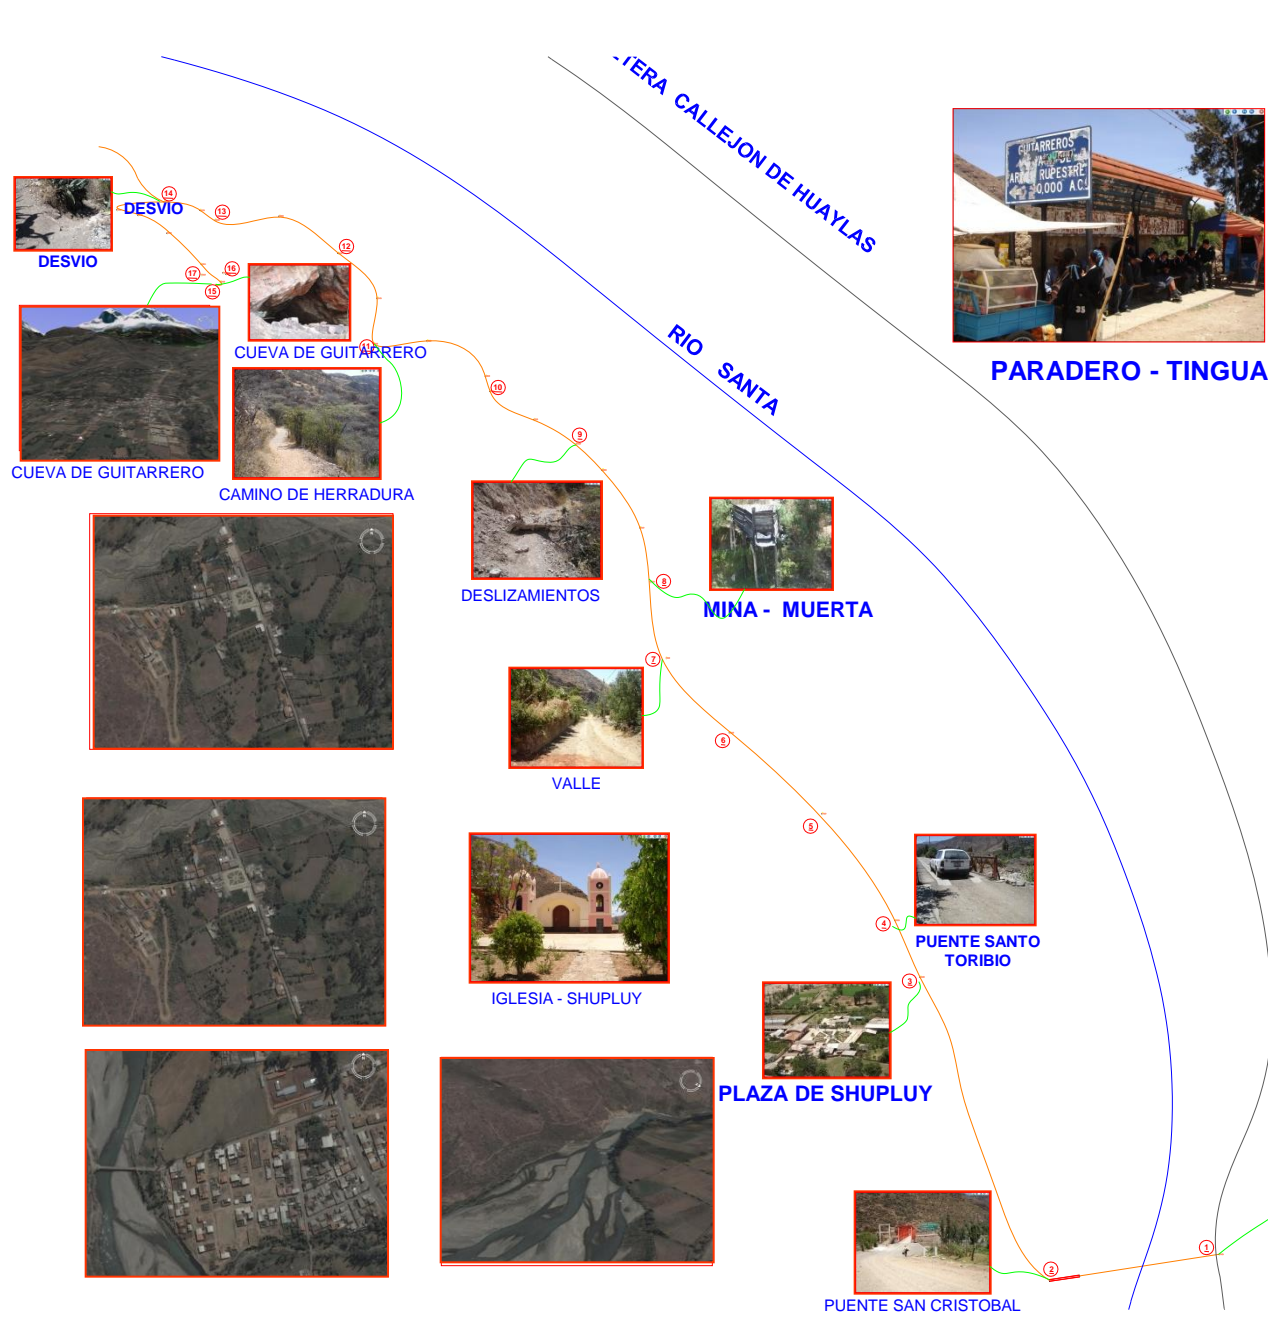 TERA CALLEJON DE HUAYLAS
GUITARREROS
RUPESTRE
0,000 A.C.
PARADERO - TINGUA
RIO SANTA
14
DESVIO
13
DESVIO
12
17
16
15
11
CUEVA DE GUITARRERO
10
CUEVA DE GUITARRERO
CAMINO DE HERRADURA
9
DESLIZAMIENTOS
8
MINA - MUERTA
7
6
VALLE
5
4
PUENTE SANTO
TORIBIO
3
IGLESIA - SHUPLUY
PLAZA DE SHUPLUY
1
2
PUENTE SAN CRISTOBAL